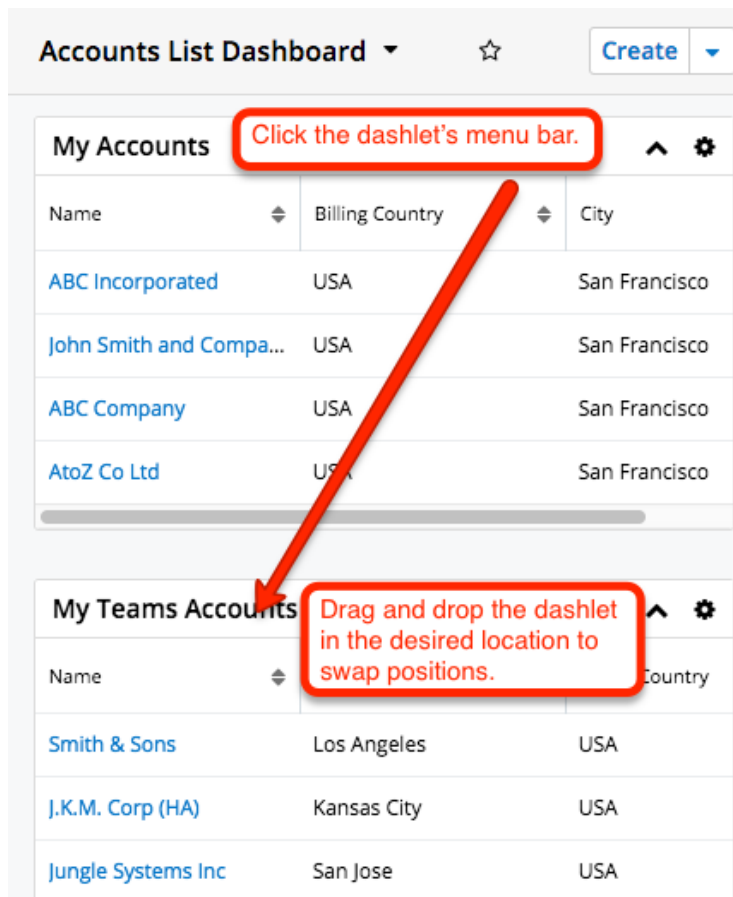 Accounts List Dashboard
Create
My Accounts
Click the dashlet's menu bar.
Name Billing Country City
ABC Incorporated USA San Francisco
John Smith and Compa... USA San Francisco
ABC Company USA San Francisco
AtoZ Co Ltd USA San Francisco
My Teams Accounts
Drag and drop the dashlet
in the desired location to
swap positions.
Name Country
Smith & Sons Los Angeles USA
J.K.M. Corp (HA) Kansas City USA
Jungle Systems Inc San Jose USA